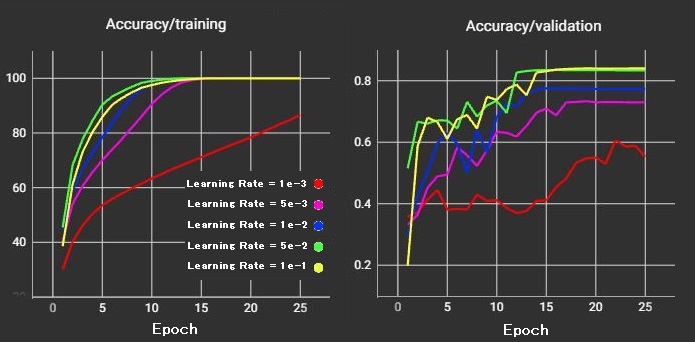 Accuracy/training
100
80
60
40
20
0
5
10
15
20
25
Epoch
Learning Rate = 1e-3
Learning Rate = 5e-3
Learning Rate = 1e-2
Learning Rate = 5e-2
Learning Rate = 1e-1
Accuracy/validation
0.8
0.6
0.4
0.2
0
5
10
15
20
25
Epoch